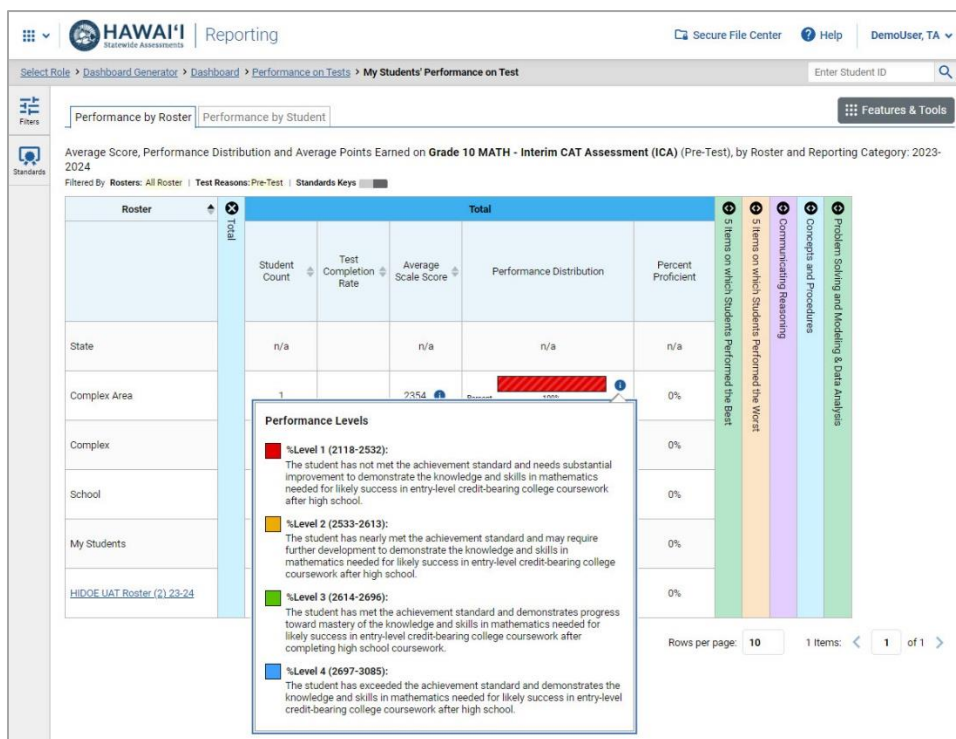 HAWAI‘I
Statewide Assessments
Reporting
Secure File Center
Help
DemoUser, TA
Select Role > Dashboard Generator > Dashboard > Performance on Tests > My Students' Performance on Test
Enter Student ID
Filters
Standards
Performance by Roster
Performance by Student
Features & Tools
Average Score, Performance Distribution and Average Points Earned on Grade 10 MATH - Interim CAT Assessment (ICA) (Pre-Test), by Roster and Reporting Category: 2023-
2024
Filtered By Rosters: All Roster | Test Reasons: Pre-Test | Standards Keys
Roster
Total
Total
Student
Count
Test
Completion
Rate
Average
Scale Score
Performance Distribution
Percent
Proficient
5 Items on which Students Performed the Best
5 Items on which Students Performed the Worst
Communicating Reasoning
Concepts and Procedures
Problem Solving and Modeling & Data Analysis
State
n/a
n/a
n/a
n/a
Complex Area
1
2354
Percent
100%
0%
Complex
0%
School
0%
My Students
0%
HIDOE UAT Roster (2) 23-24
0%
Performance Levels
%Level 1 (2118-2532):
The student has not met the achievement standard and needs substantial
improvement to demonstrate the knowledge and skills in mathematics
needed for likely success in entry-level credit-bearing college coursework
after high school.
%Level 2 (2533-2613):
The student has nearly met the achievement standard and may require
further development to demonstrate the knowledge and skills in
mathematics needed for likely success in entry-level credit-bearing college
coursework after high school.
%Level 3 (2614-2696):
The student has met the achievement standard and demonstrates progress
toward mastery of the knowledge and skills in mathematics needed for
likely success in entry-level credit-bearing college coursework after
completing high school coursework.
%Level 4 (2697-3085):
The student has exceeded the achievement standard and demonstrates the
knowledge and skills in mathematics needed for likely success in entry-level
credit-bearing college coursework after high school.
Rows per page: 10
1 Items:
1
of 1